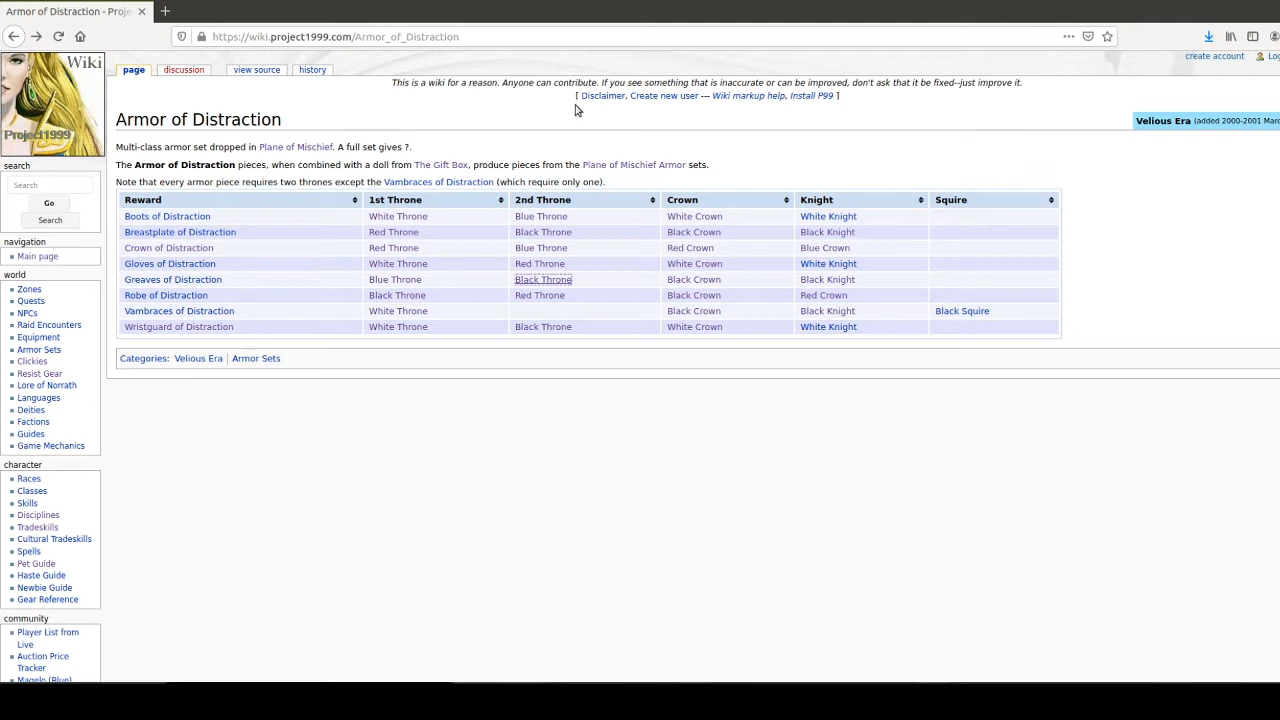 Armor of Distraction - Proje
https://wiki.project1999.com/Armor_of_Distraction
Wiki
Project1999
create account
Log
page
discussion
view source
history
This is a wiki for a reason. Anyone can contribute. If you see something that is inaccurate or can be improved, don't ask that it be fixed--just improve it.
[ Disclaimer, Create new user --- Wiki markup help, Install P99 ]
Armor of Distraction
Velious Era (added 2000-2001 Marc
Multi-class armor set dropped in Plane of Mischief. A full set gives ?.
The Armor of Distraction pieces, when combined with a doll from The Gift Box, produce pieces from the Plane of Mischief Armor sets.
Note that every armor piece requires two thrones except the Vambraces of Distraction (which require only one).
Reward 1st Throne 2nd Throne Crown Knight Squire
Boots of Distraction White Throne Blue Throne White Crown White Knight
Breastplate of Distraction Red Throne Black Throne Black Crown Black Knight
Crown of Distraction Red Throne Blue Throne Red Crown Blue Crown
Gloves of Distraction White Throne Red Throne White Crown White Knight
Greaves of Distraction Blue Throne Black Throne Black Crown Black Knight
Robe of Distraction Black Throne Red Throne Black Crown Red Crown
Vambraces of Distraction White Throne Black Crown Black Knight Black Squire
Wristguard of Distraction White Throne Black Throne White Crown White Knight
Categories: Velious Era | Armor Sets
search
Search
Go
Search
navigation
Main page
world
Zones
Quests
NPCs
Raid Encounters
Equipment
Armor Sets
Clickies
Resist Gear
Lore of Norrath
Languages
Deities
Factions
Guides
Game Mechanics
character
Races
Classes
Skills
Disciplines
Tradeskills
Cultural Tradeskills
Spells
Pet Guide
Haste Guide
Newbie Guide
Gear Reference
community
Player List from
Live
Auction Price
Tracker
Magelo (Blue)